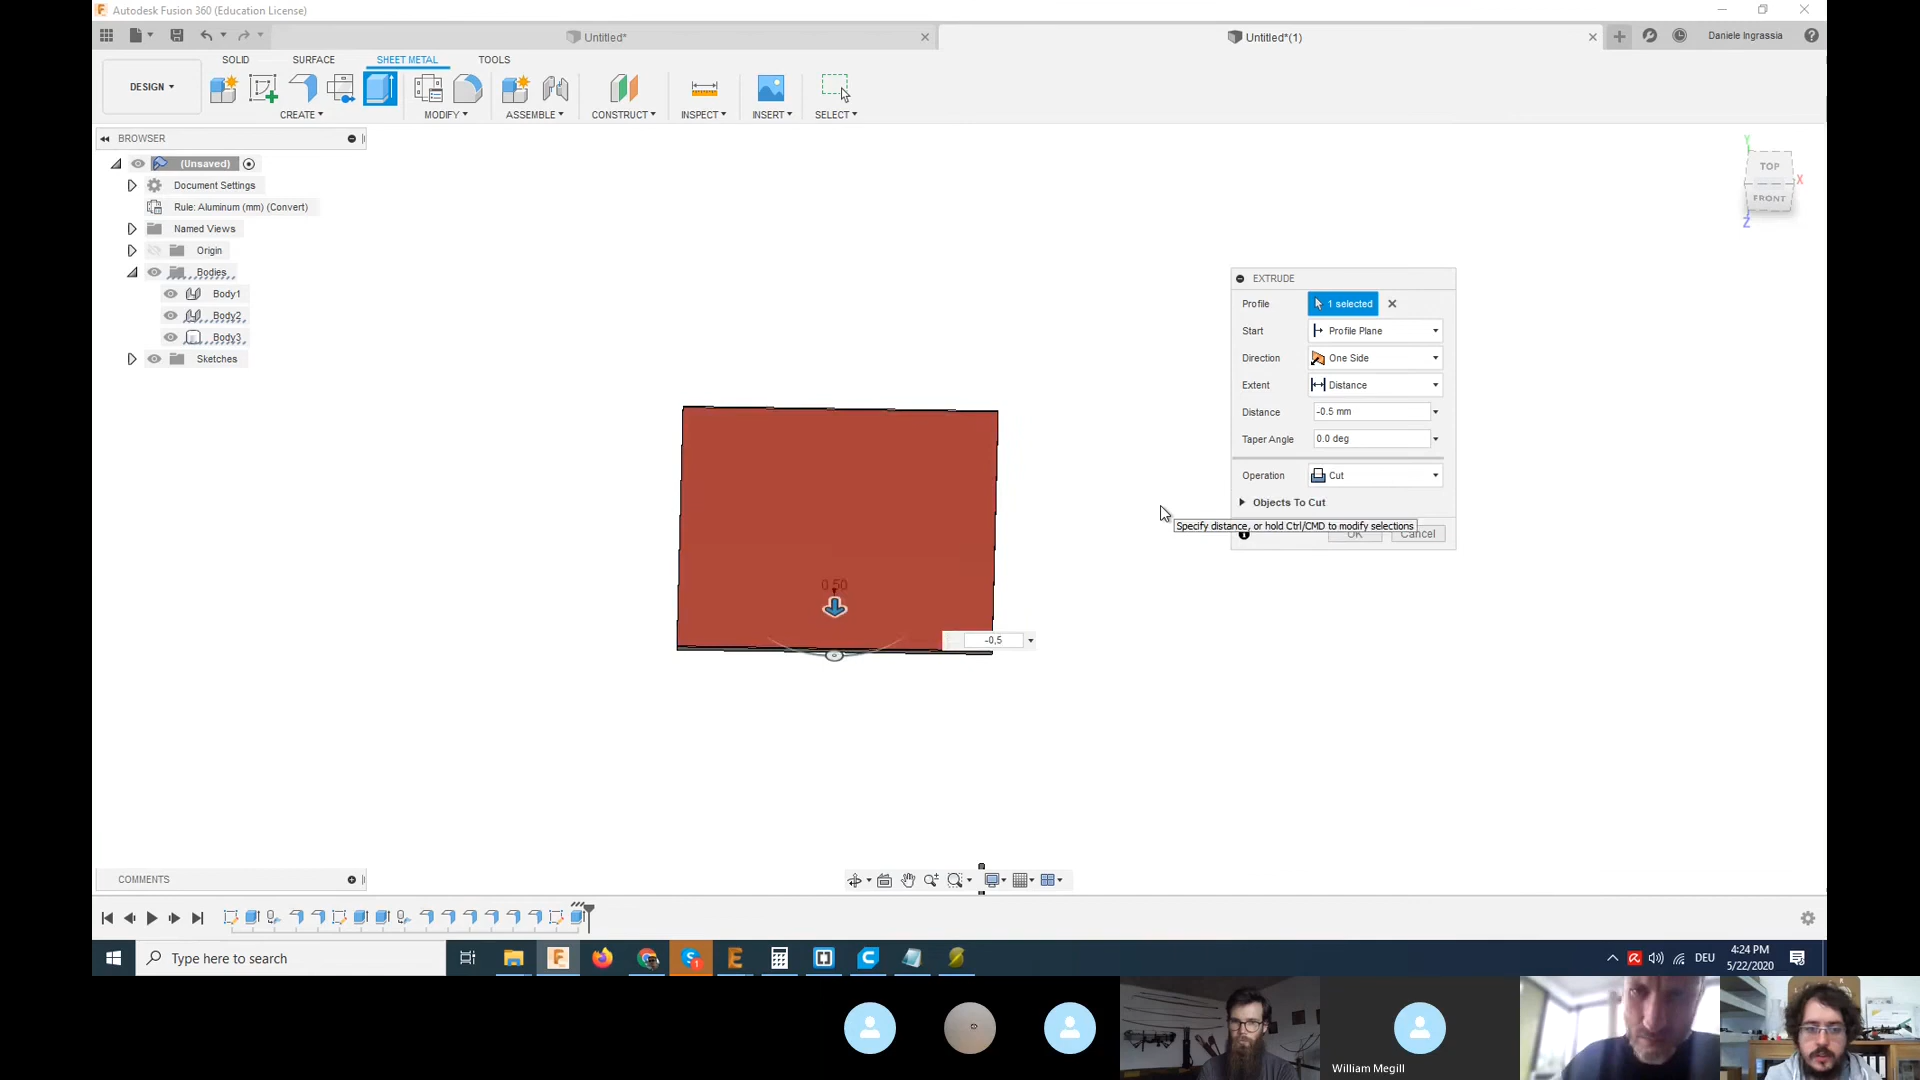 Autodesk Fusion 360 (Education License)
Untitled*
Untitled*(1)
Daniele Ingrassia
DESIGN
SOLID
SURFACE
SHEET METAL
TOOLS
CREATE
MODIFY
ASSEMBLE
CONSTRUCT
INSPECT
INSERT
SELECT
BROWSER
(Unsaved)
Document Settings
Rule: Aluminum (mm) (Convert)
Named Views
Origin
Bodies
Body1
Body2
Body3
Sketches
Y
TOP
X
FRONT
Z
EXTRUDE
Profile
1 selected
Start
Profile Plane
Direction
One Side
Extent
Distance
Distance
-0.5 mm
Taper Angle
0.0 deg
Operation
Cut
Objects To Cut
Specify distance, or hold Ctrl/CMD to modify selections
OK
Cancel
0.50
-0,5
COMMENTS
Type here to search
DEU
4:24 PM
5/22/2020
William Megill